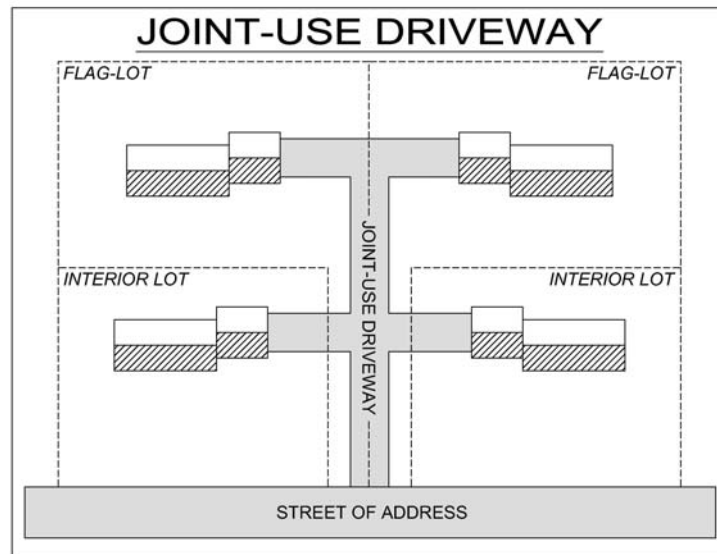 JOINT-USE DRIVEWAY
FLAG-LOT
FLAG-LOT
JOINT-USE DRIVEWAY
INTERIOR LOT
INTERIOR LOT
STREET OF ADDRESS